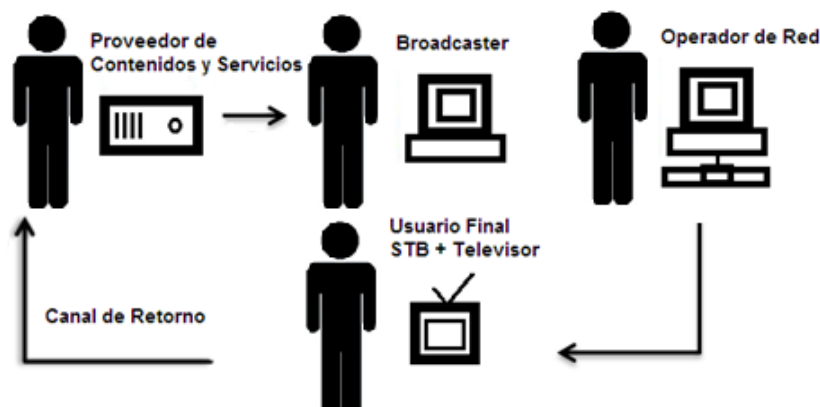 Proveedor de
Contenidos y Servicios
Broadcaster
Operador de Red
Usuario Final
STB + Televisor
Canal de Retorno